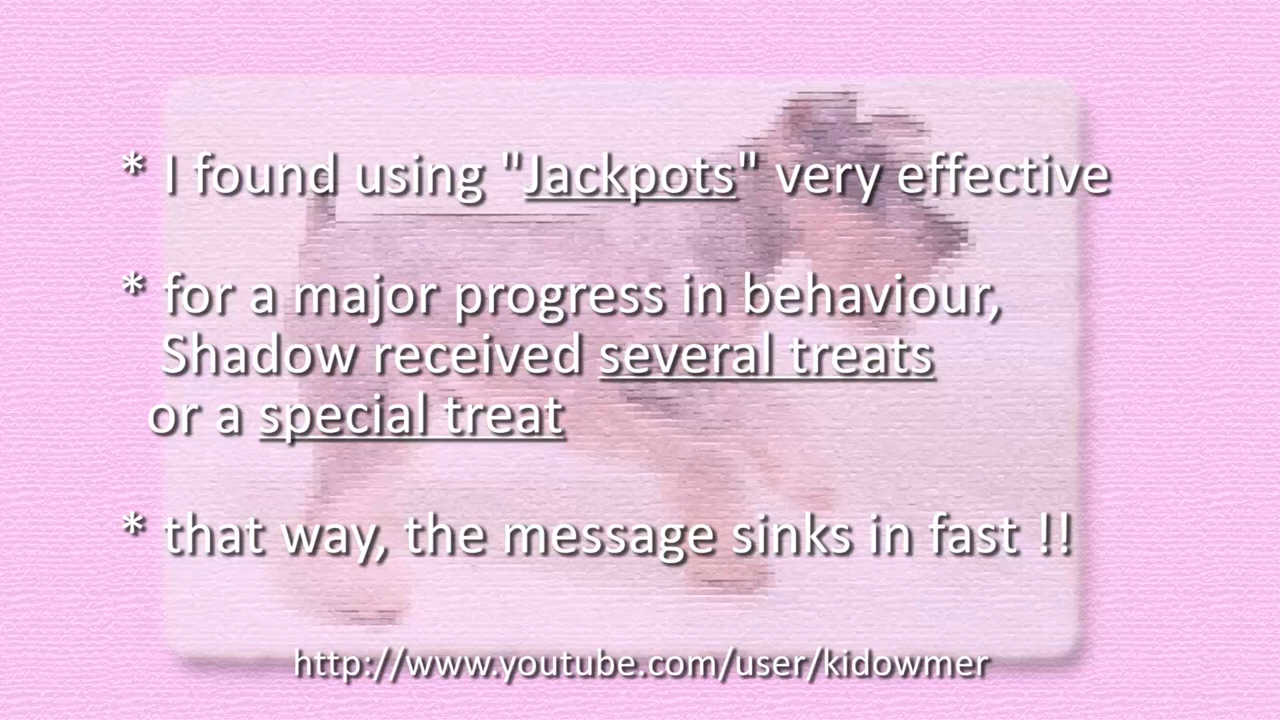 * I found using "Jackpots" very effective
* for a major progress in behaviour,
Shadow received several treats
or a special treat
* that way, the message sinks in fast !!
http://www.youtube.com/user/kidowmer